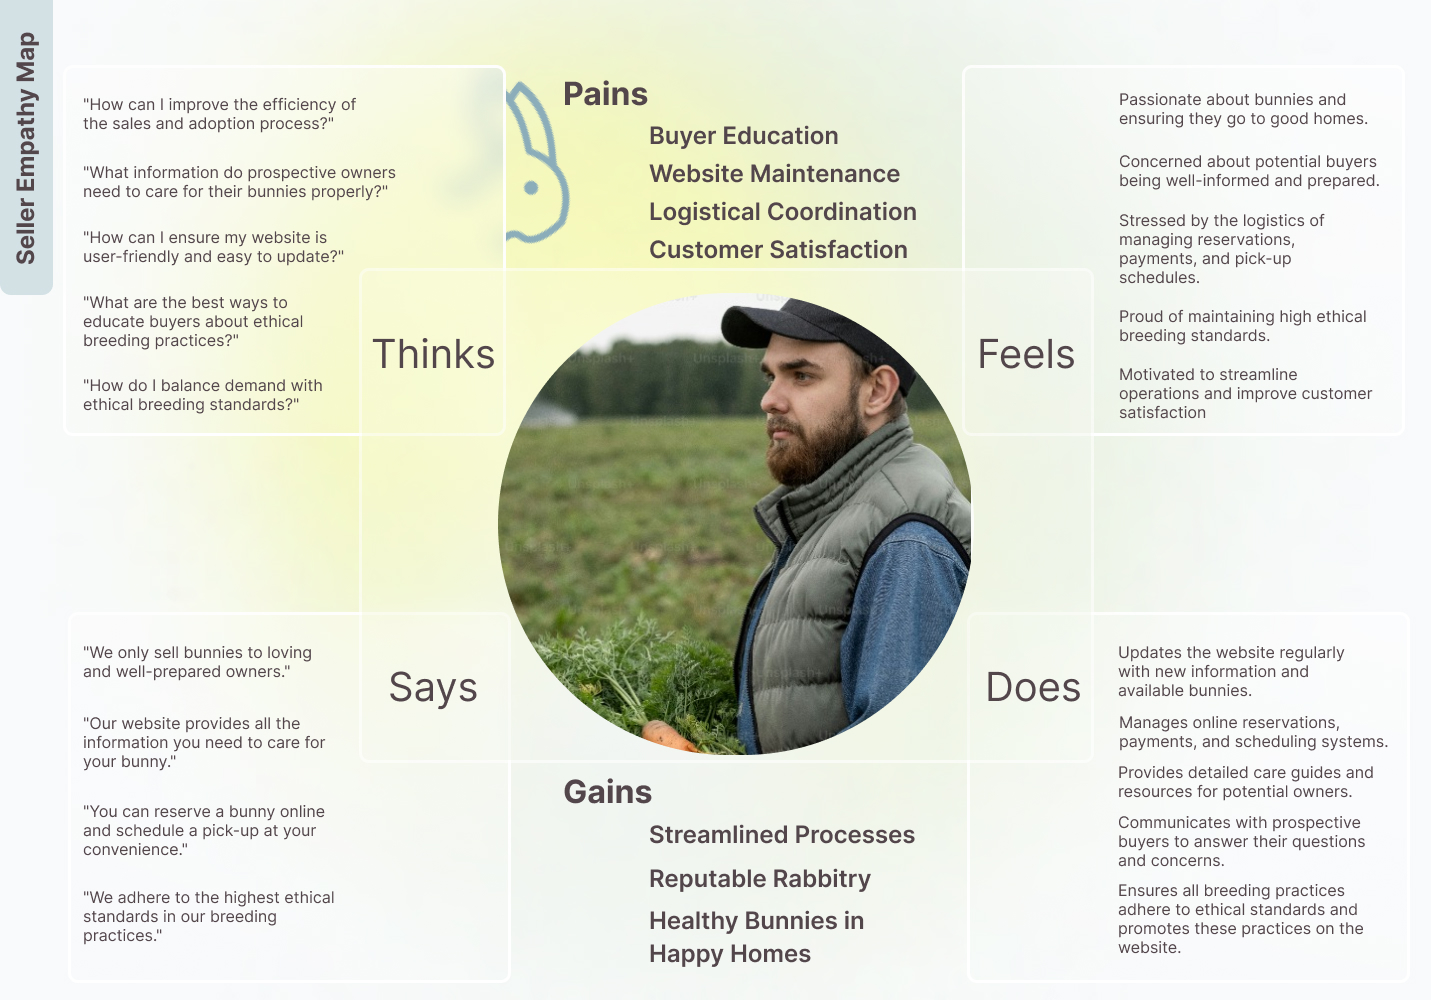 Seller Empathy Map
"How can I improve the efficiency of
the sales and adoption process?"
"What information do prospective owners
need to care for their bunnies properly?"
"How can I ensure my website is
user-friendly and easy to update?"
"What are the best ways to
educate buyers about ethical
breeding practices?"
"How do I balance demand with
ethical breeding standards?"
Thinks
Pains
Buyer Education
Website Maintenance
Logistical Coordination
Customer Satisfaction
Feels
Passionate about bunnies and
ensuring they go to good homes.
Concerned about potential buyers
being well-informed and prepared.
Stressed by the logistics of
managing reservations,
payments, and pick-up
schedules.
Proud of maintaining high ethical
breeding standards.
Motivated to streamline
operations and improve customer
satisfaction
Unsplash+
Says
"We only sell bunnies to loving
and well-prepared owners."
"Our website provides all the
information you need to care for
your bunny."
"You can reserve a bunny online
and schedule a pick-up at your
convenience."
"We adhere to the highest ethical
standards in our breeding
practices."
Gains
Streamlined Processes
Reputable Rabbitry
Healthy Bunnies in
Happy Homes
Does
Updates the website regularly
with new information and
available bunnies.
Manages online reservations,
payments, and scheduling systems.
Provides detailed care guides and
resources for potential owners.
Communicates with prospective
buyers to answer their questions
and concerns.
Ensures all breeding practices
adhere to ethical standards and
promotes these practices on the
website.